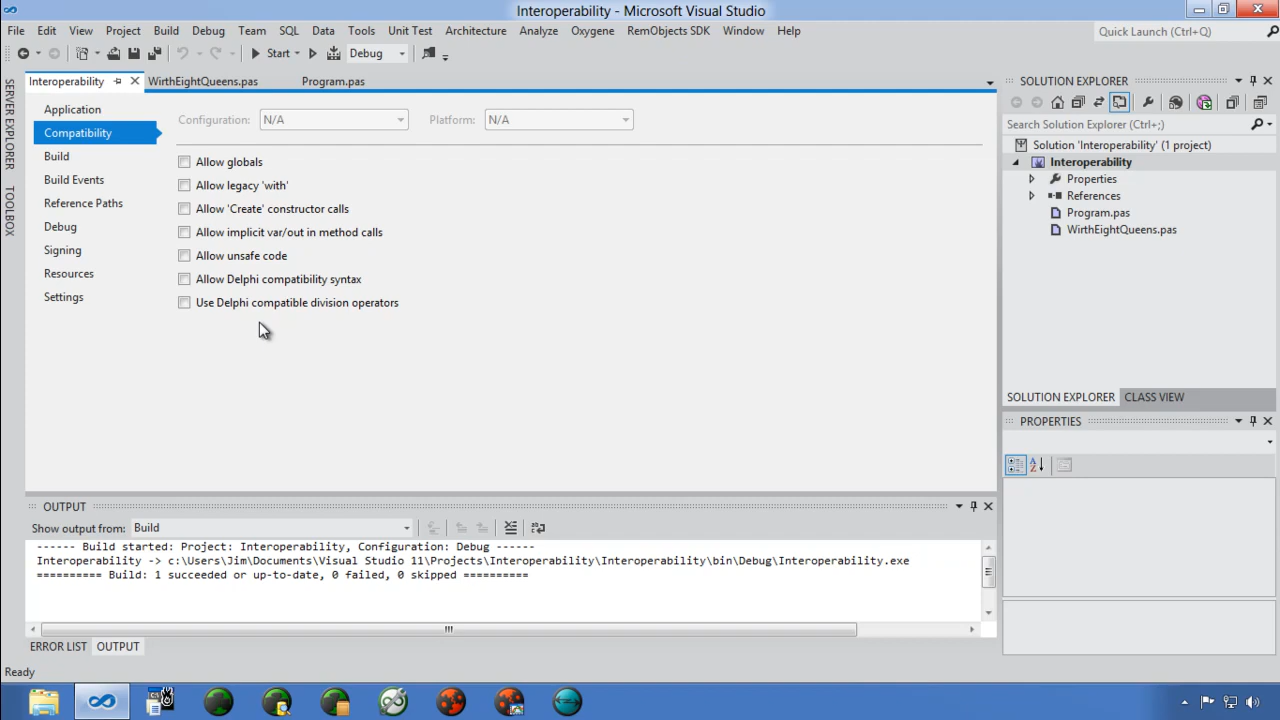 Interoperability - Microsoft Visual Studio
File Edit View Project Build Debug Team SQL Data Tools Unit Test Architecture Analyze Oxygene RemObjects SDK Window Help
Quick Launch (Ctrl+Q)
Start Debug
SERVER EXPLORER
TOOLBOX
Interoperability WirthEightQueens.pas Program.pas
Application
Compatibility
Build
Build Events
Reference Paths
Debug
Signing
Resources
Settings
Configuration: N/A Platform: N/A
Allow globals
Allow legacy 'with'
Allow 'Create' constructor calls
Allow implicit var/out in method calls
Allow unsafe code
Allow Delphi compatibility syntax
Use Delphi compatible division operators
SOLUTION EXPLORER
Search Solution Explorer (Ctrl+;)
Solution 'Interoperability' (1 project)
Interoperability
Properties
References
Program.pas
WirthEightQueens.pas
SOLUTION EXPLORER CLASS VIEW
PROPERTIES
OUTPUT
Show output from: Build
------ Build started: Project: Interoperability, Configuration: Debug ------
Interoperability -> c:\Users\Jim\Documents\Visual Studio 11\Projects\Interoperability\Interoperability\bin\Debug\Interoperability.exe
========== Build: 1 succeeded or up-to-date, 0 failed, 0 skipped ==========
ERROR LIST OUTPUT
Ready